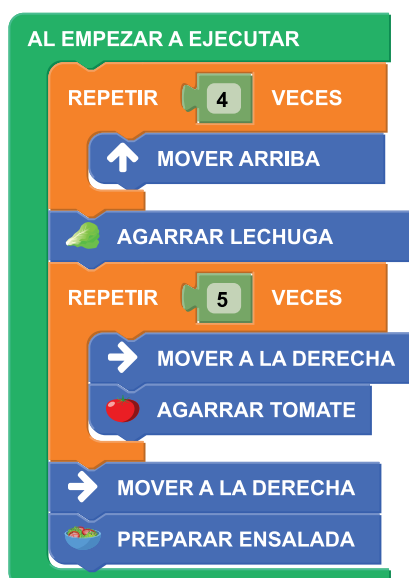 AL EMPEZAR A EJECUTAR
REPETIR 4 VECES
MOVER ARRIBA
AGARRAR LECHUGA
REPETIR 5 VECES
MOVER A LA DERECHA
AGARRAR TOMATE
MOVER A LA DERECHA
PREPARAR ENSALADA